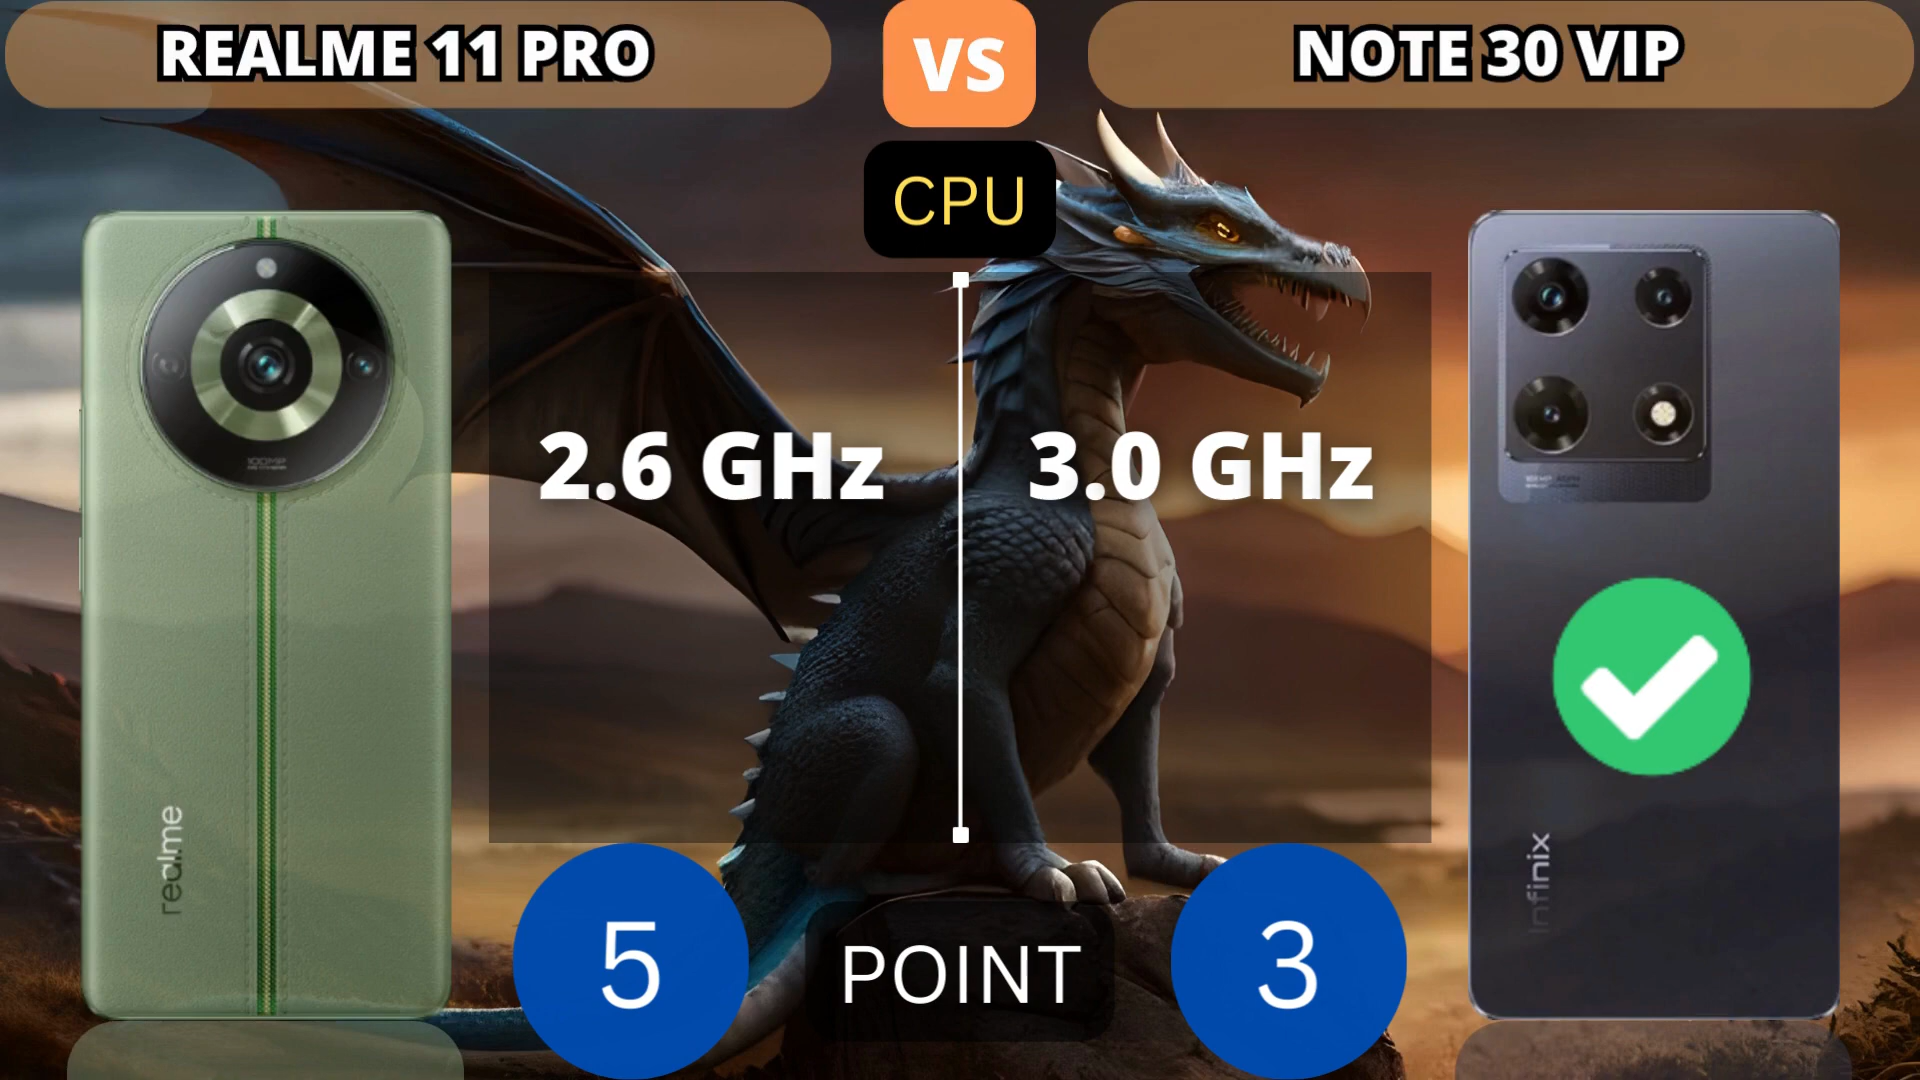 REALME 11 PRO
VS
NOTE 30 VIP
CPU
2.6 GHz
3.0 GHz
100MP
realme
Infinix
5
POINT
3